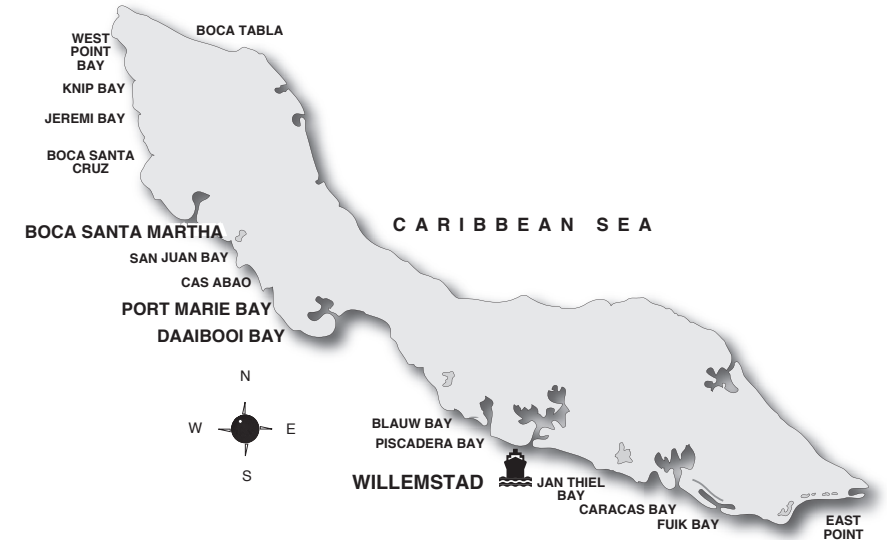 BOCA TABLA
WEST
POINT
BAY
KNIP BAY
JEREMI BAY
BOCA SANTA
CRUZ
CARIBBEAN SEA
BOCA SANTA MARTHA
SAN JUAN BAY
CAS ABAO
PORT MARIE BAY
DAAIBOOI BAY
N
W
E
S
BLAUW BAY
PISCADERA BAY
WILLEMSTAD
JAN THIEL
BAY
CARACAS BAY
FUIK BAY
EAST
POINT